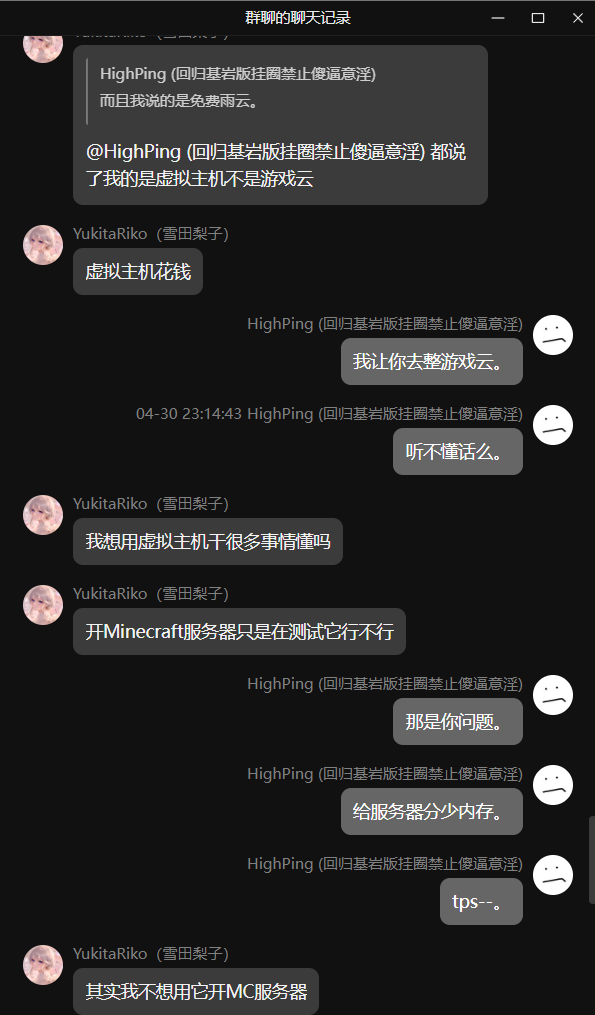 群聊的聊天记录
YukitaRiko (雪田梨子)
HighPing (回归基岩版挂圈禁止傻逼意淫)
而且我说的是免费雨云。
@HighPing (回归基岩版挂圈禁止傻逼意淫) 都说
了我的是虚拟主机不是游戏云
YukitaRiko (雪田梨子)
虚拟主机花钱
HighPing (回归基岩版挂圈禁止傻逼意淫)
我让你去整游戏云。
04-30 23:14:43 HighPing (回归基岩版挂圈禁止傻逼意淫)
听不懂话么。
YukitaRiko (雪田梨子)
我想用虚拟主机干很多事情懂吗
YukitaRiko (雪田梨子)
开Minecraft服务器只是在测试它行不行
HighPing (回归基岩版挂圈禁止傻逼意淫)
那是你问题。
HighPing (回归基岩版挂圈禁止傻逼意淫)
给服务器分少内存。
HighPing (回归基岩版挂圈禁止傻逼意淫)
tps--。
YukitaRiko (雪田梨子)
其实我不想用它开MC服务器